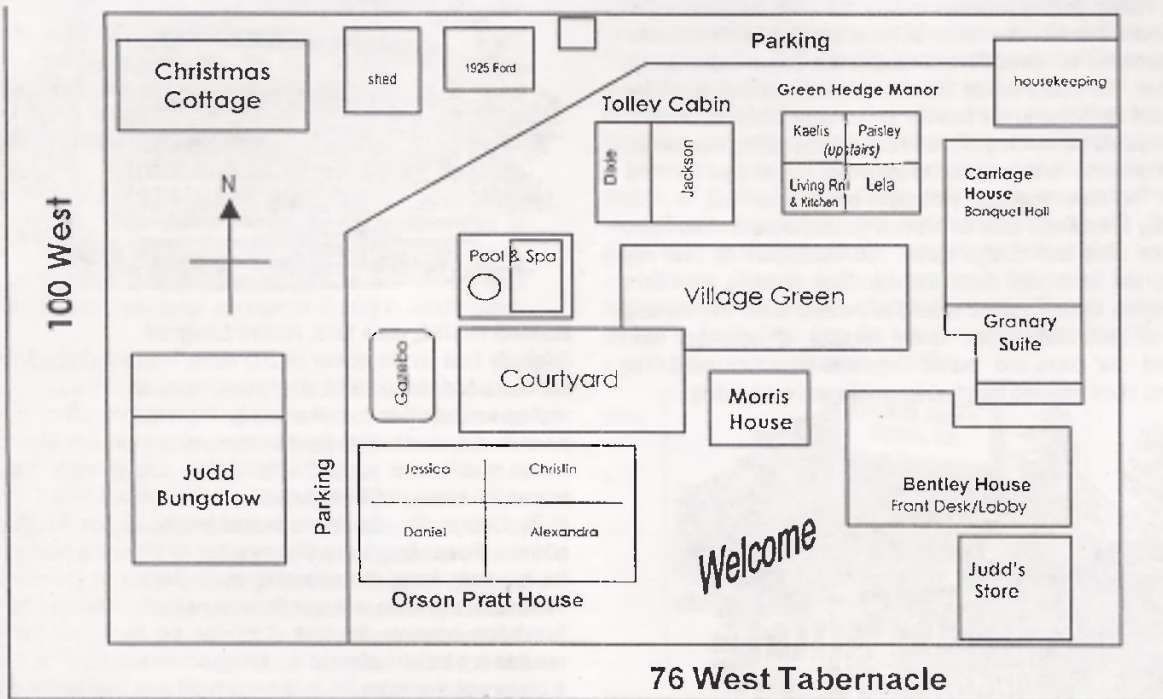 Christmas
Cottage
shed
1925 Ford
Parking
housekeeping
Tolley Cabin
Dixie
Jackson
Green Hedge Manor
Kaelis
Paisley
(upstairs)
Living Rm
& Kitchen
Lela
Carriage
House
Banquet Hall
100 West
N
Pool & Spa
Village Green
Granary
Suite
Gazebo
Courtyard
Morris
House
Judd
Bungalow
Parking
Jessica
Christin
Daniel
Alexandra
Orson Pratt House
Bentley House
Front Desk/Lobby
Welcome
Judd's
Store
76 West Tabernacle